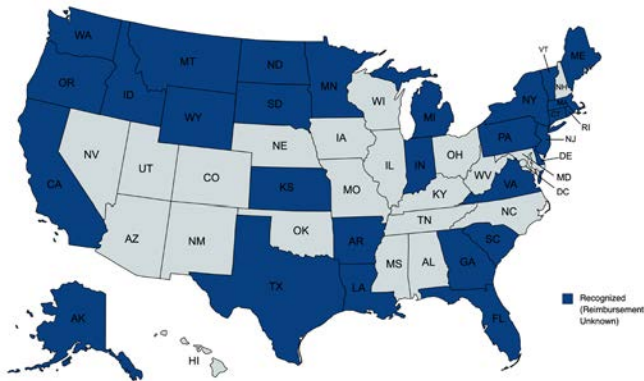 WA
MT
ND
MN
VT
ME
OR
ID
SD
WI
MI
NH
NY
MA
WY
CT
RI
IA
PA
NE
NJ
NV
OH
DE
UT
IL
IN
CA
CO
WV
MD
KS
MO
VA
DC
KY
NC
TN
OK
AZ
NM
AR
SC
MS
AL
GA
TX
LA
Recognized
(Reimbursement
Unknown)
FL
AK
HI